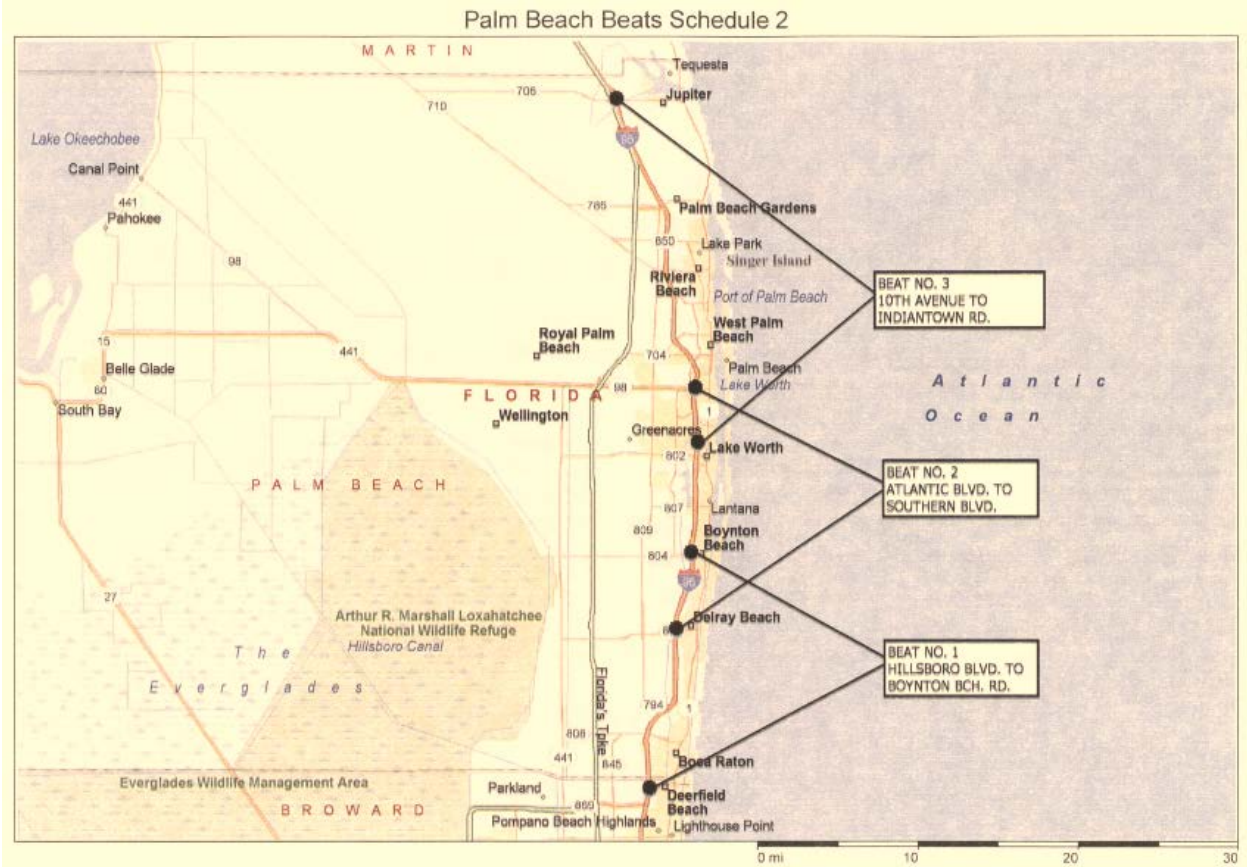 Palm Beach Beats Schedule 2
MARTIN
Tequesta
706
Jupiter
710
95
Lake Okeechobee
Canal Point
441
Pahokee
98
786
Palm Beach Gardens
850
Lake Park
Singer Island
Riviera
Beach
Port of Palm Beach
BEAT NO. 3
10TH AVENUE TO
INDIANTOWN RD.
West Palm
Beach
Royal Palm
Beach
15
441
704
Palm Beach
Belle Glade
80
98
Lake Worth
Atlantic
Ocean
FLORIDA
South Bay
Wellington
1
Greenacres
Lake Worth
802
BEAT NO. 2
ATLANTIC BLVD. TO
SOUTHERN BLVD.
PALM BEACH
807
Lantana
809
Boynton
Beach
804
95
27
Arthur R. Marshall Loxahatchee
National Wildlife Refuge
Hillsboro Canal
Delray Beach
The
Everglades
BEAT NO. 1
HILLSBORO BLVD. TO
BOYNTON BCH. RD.
Florida's Tpke
794
1
808
441
845
Boca Raton
Everglades Wildlife Management Area
Parkland
Deerfield
Beach
BROWARD
869
Pompano Beach Highlands
Lighthouse Point
0 mi
10
20
30